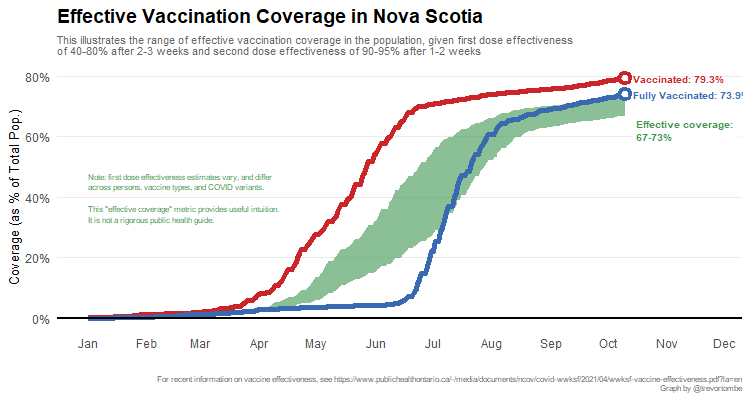 Effective Vaccination Coverage in Nova Scotia
This illustrates the range of effective vaccination coverage in the population, given first dose effectiveness
of 40-80% after 2-3 weeks and second dose effectiveness of 90-95% after 1-2 weeks
80%
Vaccinated: 79.3%
Fully Vaccinated: 73.9%
Effective coverage:
67-73%
60%
Note: first dose effectiveness estimates vary, and differ
across persons, vaccine types, and COVID variants.
This "effective coverage" metric provides useful intuition.
It is not a rigorous public health guide.
40%
20%
0%
Coverage (as % of Total Pop.)
Jan Feb Mar Apr May Jun Jul Aug Sep Oct Nov Dec
For recent information on vaccine effectiveness, see https://www.publichealthontario.ca/-/media/documents/ncov/covid-wwksf/2021/04/wwksf-vaccine-effectiveness.pdf?la=en
Graph by @trevortombe